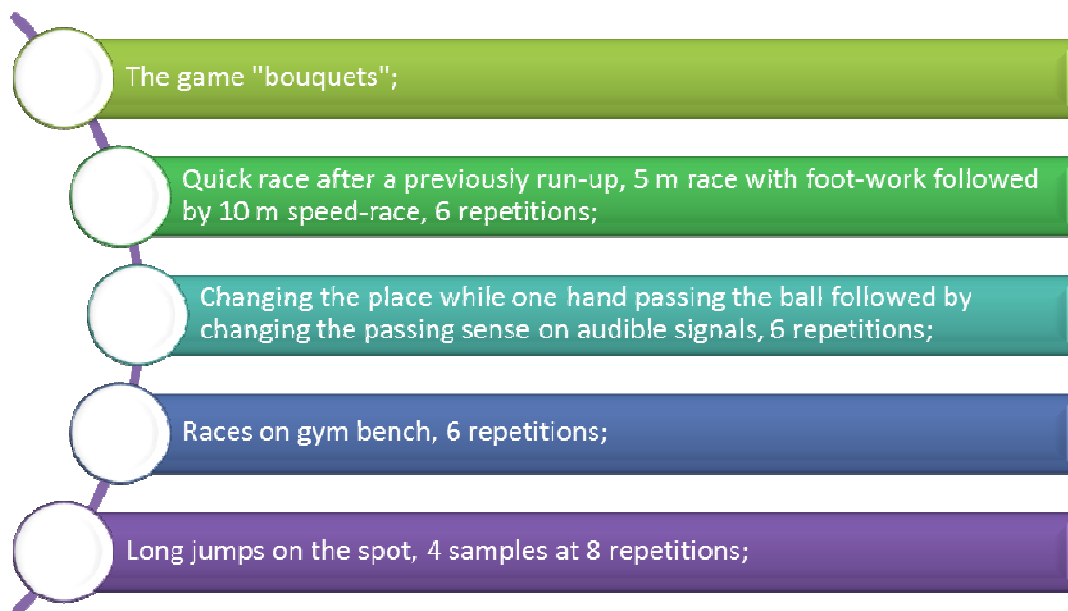 The game "bouquets";
Quick race after a previously run-up, 5 m race with foot-work followed
by 10 m speed-race, 6 repetitions;
Changing the place while one hand passing the ball followed by
changing the passing sense on audible signals, 6 repetitions;
Races on gym bench, 6 repetitions;
Long jumps on the spot, 4 samples at 8 repetitions;